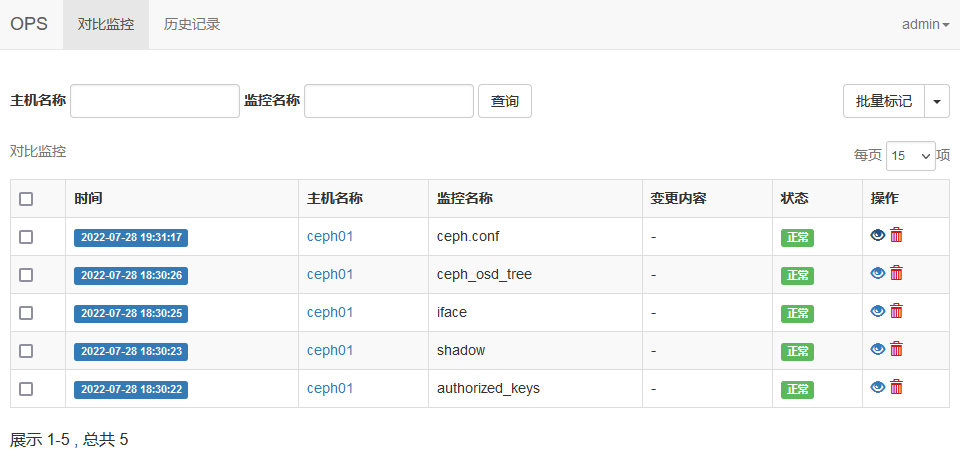 OPS 对比监控 历史记录 admin
主机名称 监控名称 查询 批量标记
对比监控 每页 15 项
时间 主机名称 监控名称 变更内容 状态 操作
2022-07-28 19:31:17 ceph01 ceph.conf - 正常
2022-07-28 18:30:26 ceph01 ceph_osd_tree - 正常
2022-07-28 18:30:25 ceph01 iface - 正常
2022-07-28 18:30:23 ceph01 shadow - 正常
2022-07-28 18:30:22 ceph01 authorized_keys - 正常
展示 1-5 , 总共 5